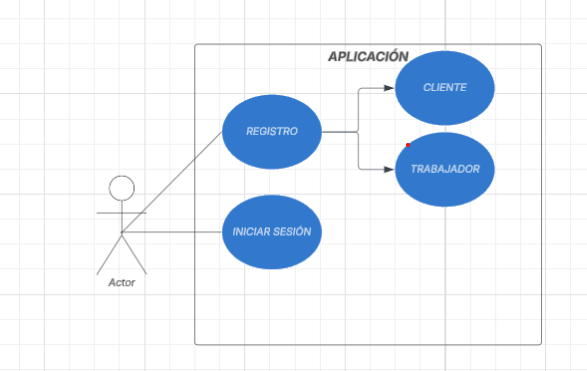 APLICACIÓN
CLIENTE
REGISTRO
TRABAJADOR
INICIAR SESIÓN
Actor